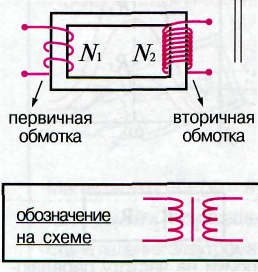 N₁ N₂
первичная обмотка
вторичная обмотка
обозначение
на схеме